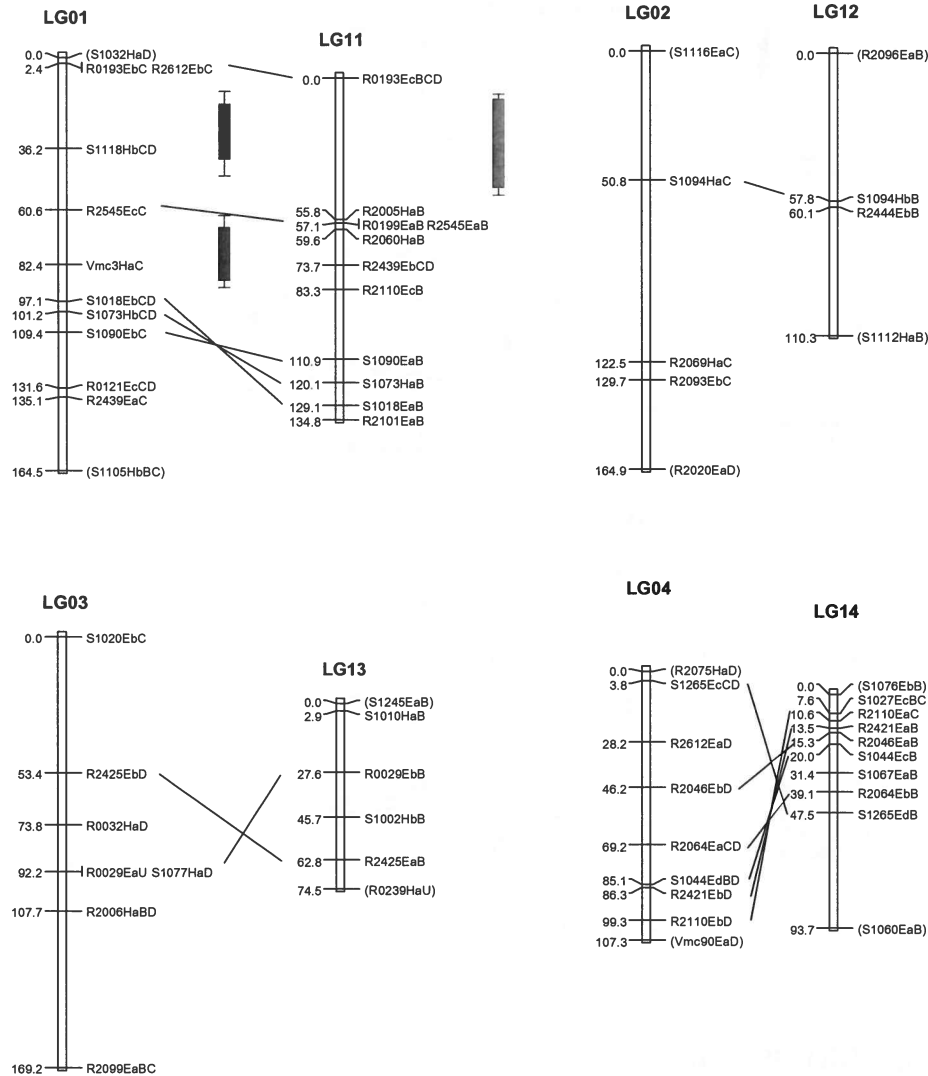 LG01
0.0 (S1032HaD)
2.4 R0193EbC R2612EbC
36.2 S1118HbCD
60.6 R2545EcC
82.4 Vmc3HaC
97.1 S1018EbCD
101.2 S1073HbCD
109.4 S1090EbC
131.6 R0121EcCD
135.1 R2439EaC
164.5 (S1105HbBC)
LG11
0.0 R0193EcBCD
55.8 R2005HaB
57.1 R0199EaB R2545EaB
59.6 R2060HaB
73.7 R2439EbCD
83.3 R2110EcB
110.9 S1090EaB
120.1 S1073HaB
129.1 S1018EaB
134.8 R2101EaB
LG02
0.0 (S1116EaC)
50.8 S1094HaC
122.5 R2069HaC
129.7 R2093EbC
164.9 (R2020EaD)
LG12
0.0 (R2096EaB)
57.8 S1094HbB
60.1 R2444EbB
110.3 (S1112HaB)
LG03
0.0 S1020EbC
53.4 R2425EbD
73.8 R0032HaD
92.2 R0029EaU S1077HaD
107.7 R2006HaBD
169.2 R2099EaBC
LG13
0.0 (S1245EaB)
2.9 S1010HaB
27.6 R0029EbB
45.7 S1002HbB
62.8 R2425EaB
74.5 (R0239HaU)
LG04
0.0 (R2075HaD)
3.8 S1265EcCD
28.2 R2612EaD
46.2 R2046EbD
69.2 R2064EaCD
85.1 S1044EdBD
86.3 R2421EbD
99.3 R2110EbD
107.3 (Vmc90EaD)
LG14
0.0 (S1076EbB)
7.6 S1027EcBC
10.6 R2110EaC
13.5 R2421EaB
15.3 R2046EaB
20.0 S1044EcB
31.4 S1067EaB
39.1 R2064EbB
47.5 S1265EdB
93.7 (S1060EaB)